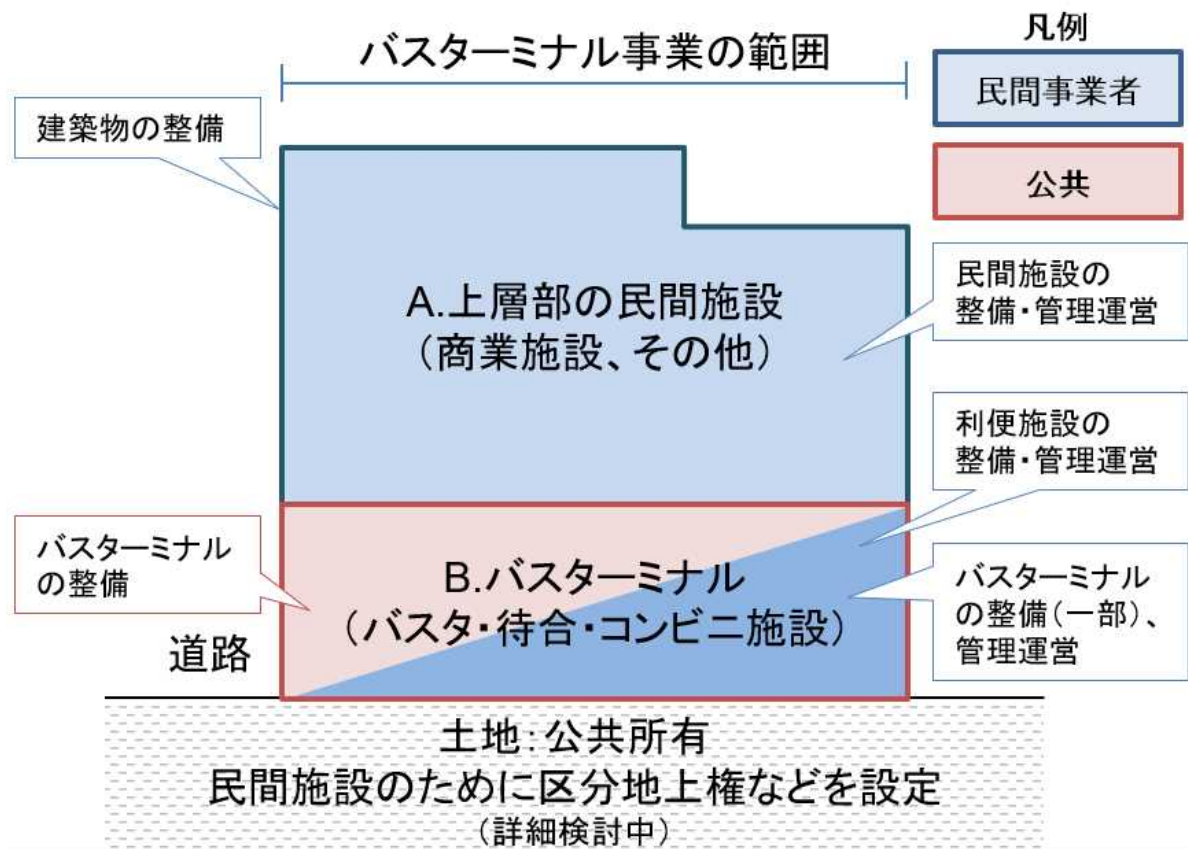 バスターミナル事業の範囲
凡例
民間事業者
公共
建築物の整備
A.上層部の民間施設
（商業施設、その他）
民間施設の
整備・管理運営
利便施設の
整備・管理運営
バスターミナル
の整備
B.バスターミナル
（バスタ・待合・コンビニ施設）
バスターミナル
の整備（一部）、
管理運営
道路
土地：公共所有
民間施設のために区分地上権などを設定
（詳細検討中）